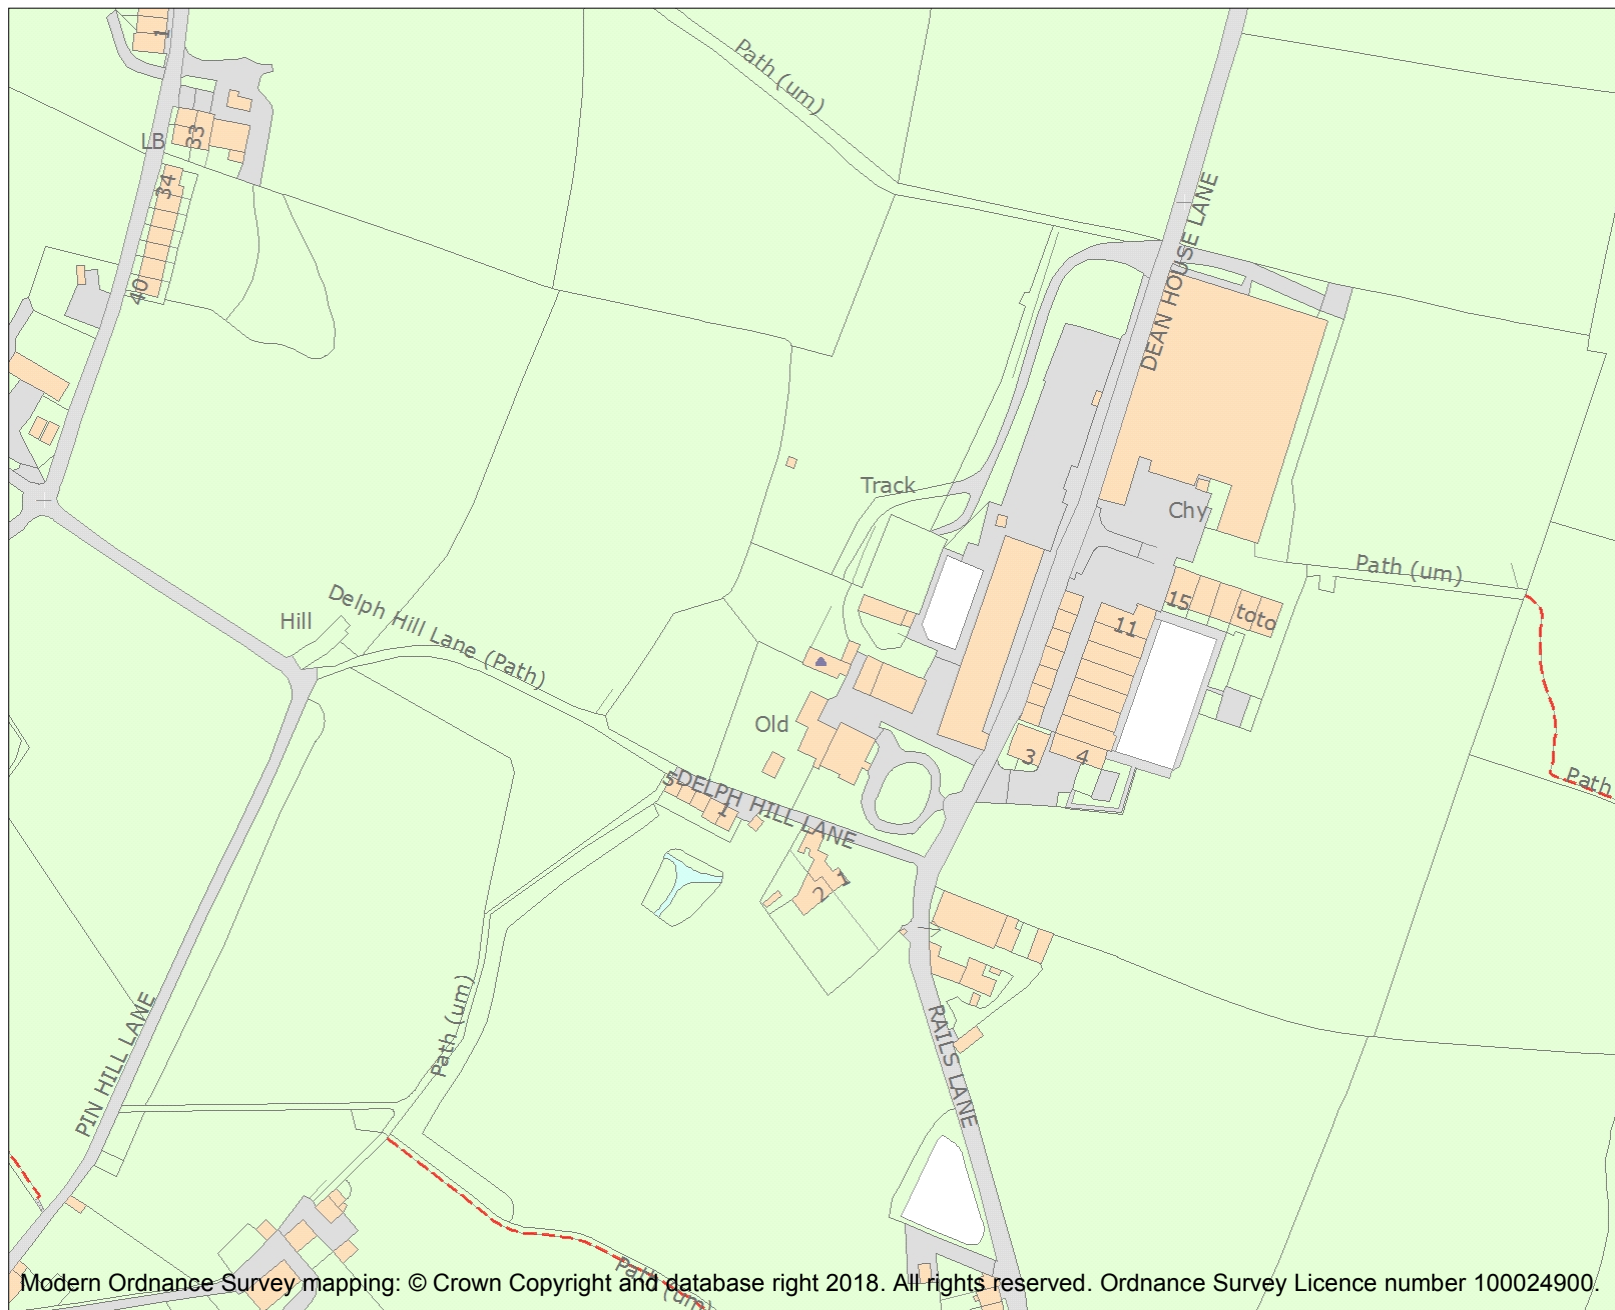 1
Path (um)
33
LB
34
DEAN HOUSE LANE
40
Track
Chy
Path (um)
15
toto
11
Delph Hill Lane (Path)
Hill
Old
3
4
5
DELPH HILL LANE
1
Path
1
2
Path (um)
PIN HILL LANE
RAILS LANE
Path (um)
Modern Ordnance Survey mapping: © Crown Copyright and database right 2018. All rights reserved. Ordnance Survey Licence number 100024900.